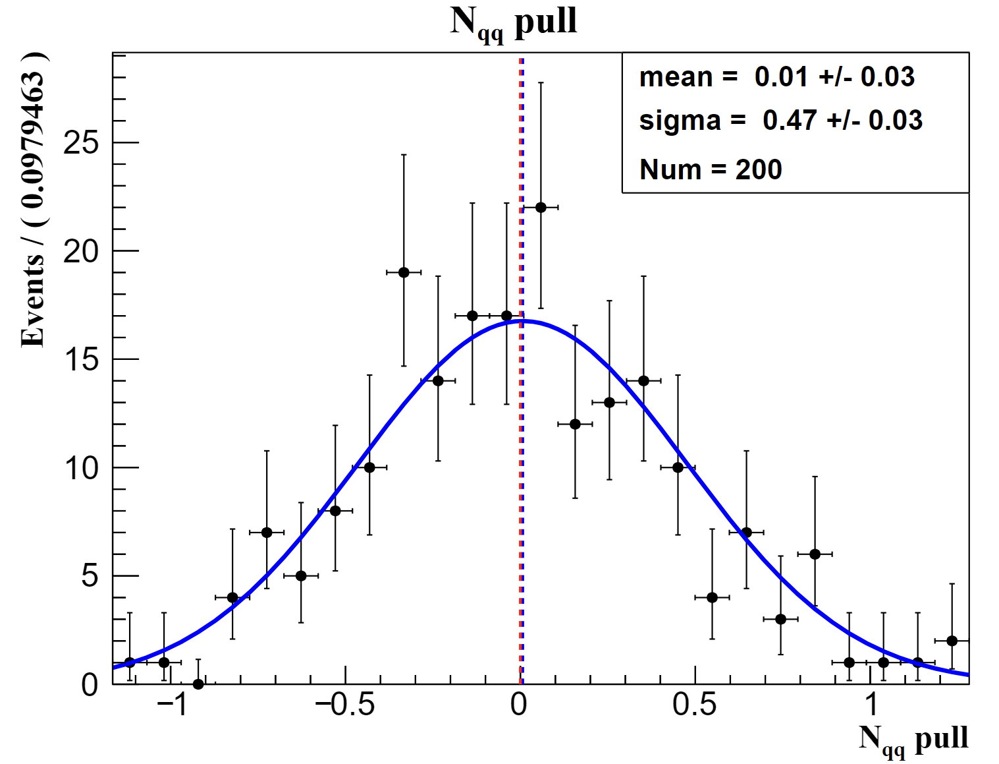 N_qq pull
mean = 0.01 +/- 0.03
sigma = 0.47 +/- 0.03
Num = 200
Events / ( 0.0979463 )
25
20
15
10
5
0
−1 −0.5 0 0.5 1
N_qq pull